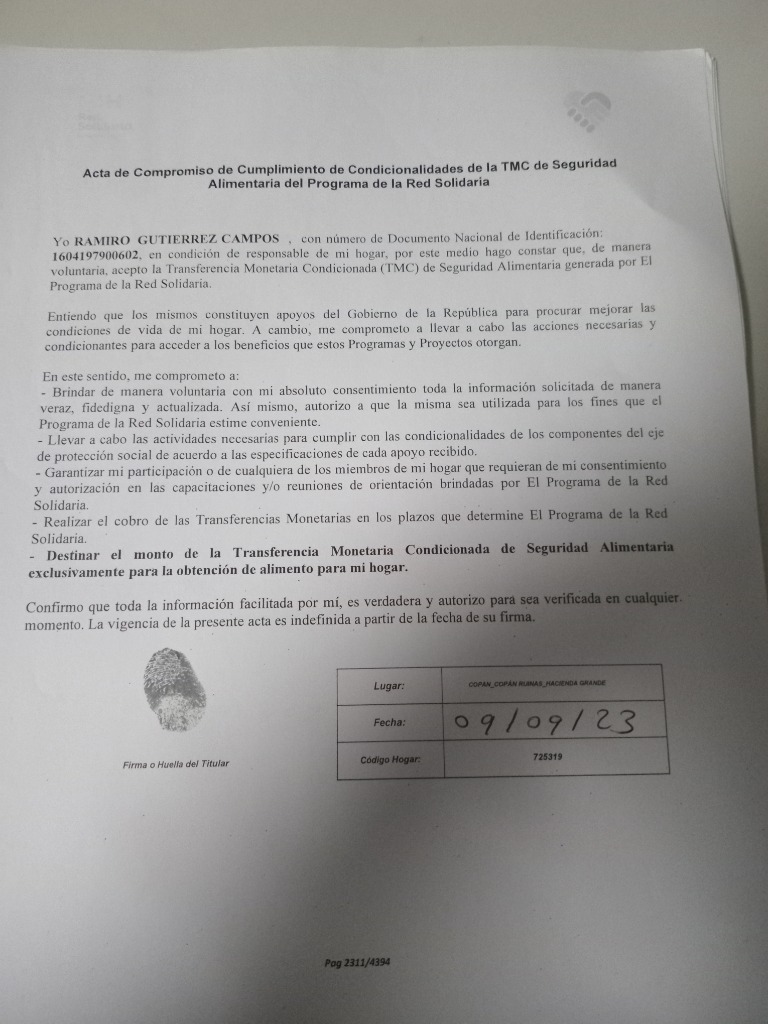 Red
Solidaria
Acta de Compromiso de Cumplimiento de Condicionalidades de la TMC de Seguridad
Alimentaria del Programa de la Red Solidaria
Yo RAMIRO GUTIERREZ CAMPOS , con número de Documento Nacional de Identificación:
1604197900602, en condición de responsable de mi hogar, por este medio hago constar que, de manera
voluntaria, acepto la Transferencia Monetaria Condicionada (TMC) de Seguridad Alimentaria generada por El
Programa de la Red Solidaria.
Entiendo que los mismos constituyen apoyos del Gobierno de la República para procurar mejorar las
condiciones de vida de mi hogar. A cambio, me comprometo a llevar a cabo las acciones necesarias y
condicionantes para acceder a los beneficios que estos Programas y Proyectos otorgan.
En este sentido, me comprometo a:
- Brindar de manera voluntaria con mi absoluto consentimiento toda la información solicitada de manera
veraz, fidedigna y actualizada. Así mismo, autorizo a que la misma sea utilizada para los fines que el
Programa de la Red Solidaria estime conveniente.
- Llevar a cabo las actividades necesarias para cumplir con las condicionalidades de los componentes del eje
de protección social de acuerdo a las especificaciones de cada apoyo recibido.
- Garantizar mi participación o de cualquiera de los miembros de mi hogar que requieran de mi consentimiento
y autorización en las capacitaciones y/o reuniones de orientación brindadas por El Programa de la Red
Solidaria.
- Realizar el cobro de las Transferencias Monetarias en los plazos que determine El Programa de la Red
Solidaria.
- Destinar el monto de la Transferencia Monetaria Condicionada de Seguridad Alimentaria
exclusivamente para la obtención de alimento para mi hogar.
Confirmo que toda la información facilitada por mí, es verdadera y autorizo para sea verificada en cualquier
momento. La vigencia de la presente acta es indefinida a partir de la fecha de su firma.
Firma o Huella del Titular
Lugar: COPAN_COPÁN RUINAS_HACIENDA GRANDE
Fecha: 09/09/23
Código Hogar: 725319
Pag 2311/4394